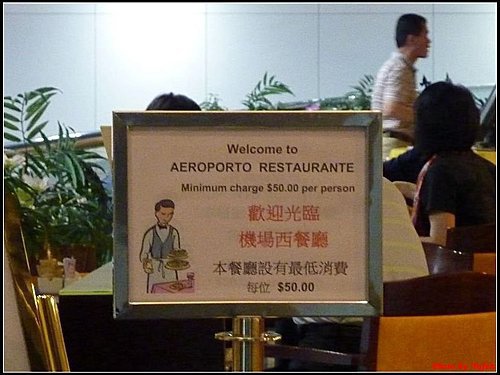 Welcome to
AEROPORTO RESTAURANTE
Minimum charge $50.00 per person
歡迎光臨
機場西餐廳
本餐廳設有最低消費
每位 $50.00